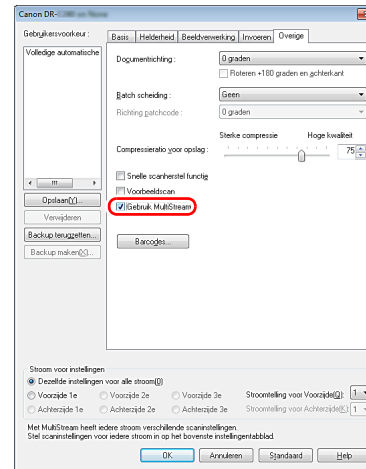 Canon DR-
Gebruikersvoorkeur :
Volledige automatische
Opslaan(Y)...
Verwijderen
Backup terugzetten...
Backup maken(X)...
Basis Helderheid Beeldverwerking Invoeren Overige
Documentrichting : 0 graden
Roteren +180 graden en achterkant
Batch scheiding : Geen
Richting patchcode : 0 graden
Sterke compressie Hoge kwaliteit
Compressieratio voor opslag : 75
Snelle scanherstel functie
Voorbeeldscan
Gebruik MultiStream
Barcodes...
Stroom voor instellingen
Dezelfde instellingen voor alle stroom(0)
Voorzijde 1e Voorzijde 2e Voorzijde 3e Stroomtelling voor Voorzijde(Q): 1
Achterzijde 1e Achterzijde 2e Achterzijde 3e Stroomtelling voor Achterzijde(K): 1
Met MultiStream heeft iedere stroom verschillende scaninstellingen.
Stel scaninstellingen voor iedere stroom in op het bovenste instellingentabblad.
OK Annuleren Standaard Help